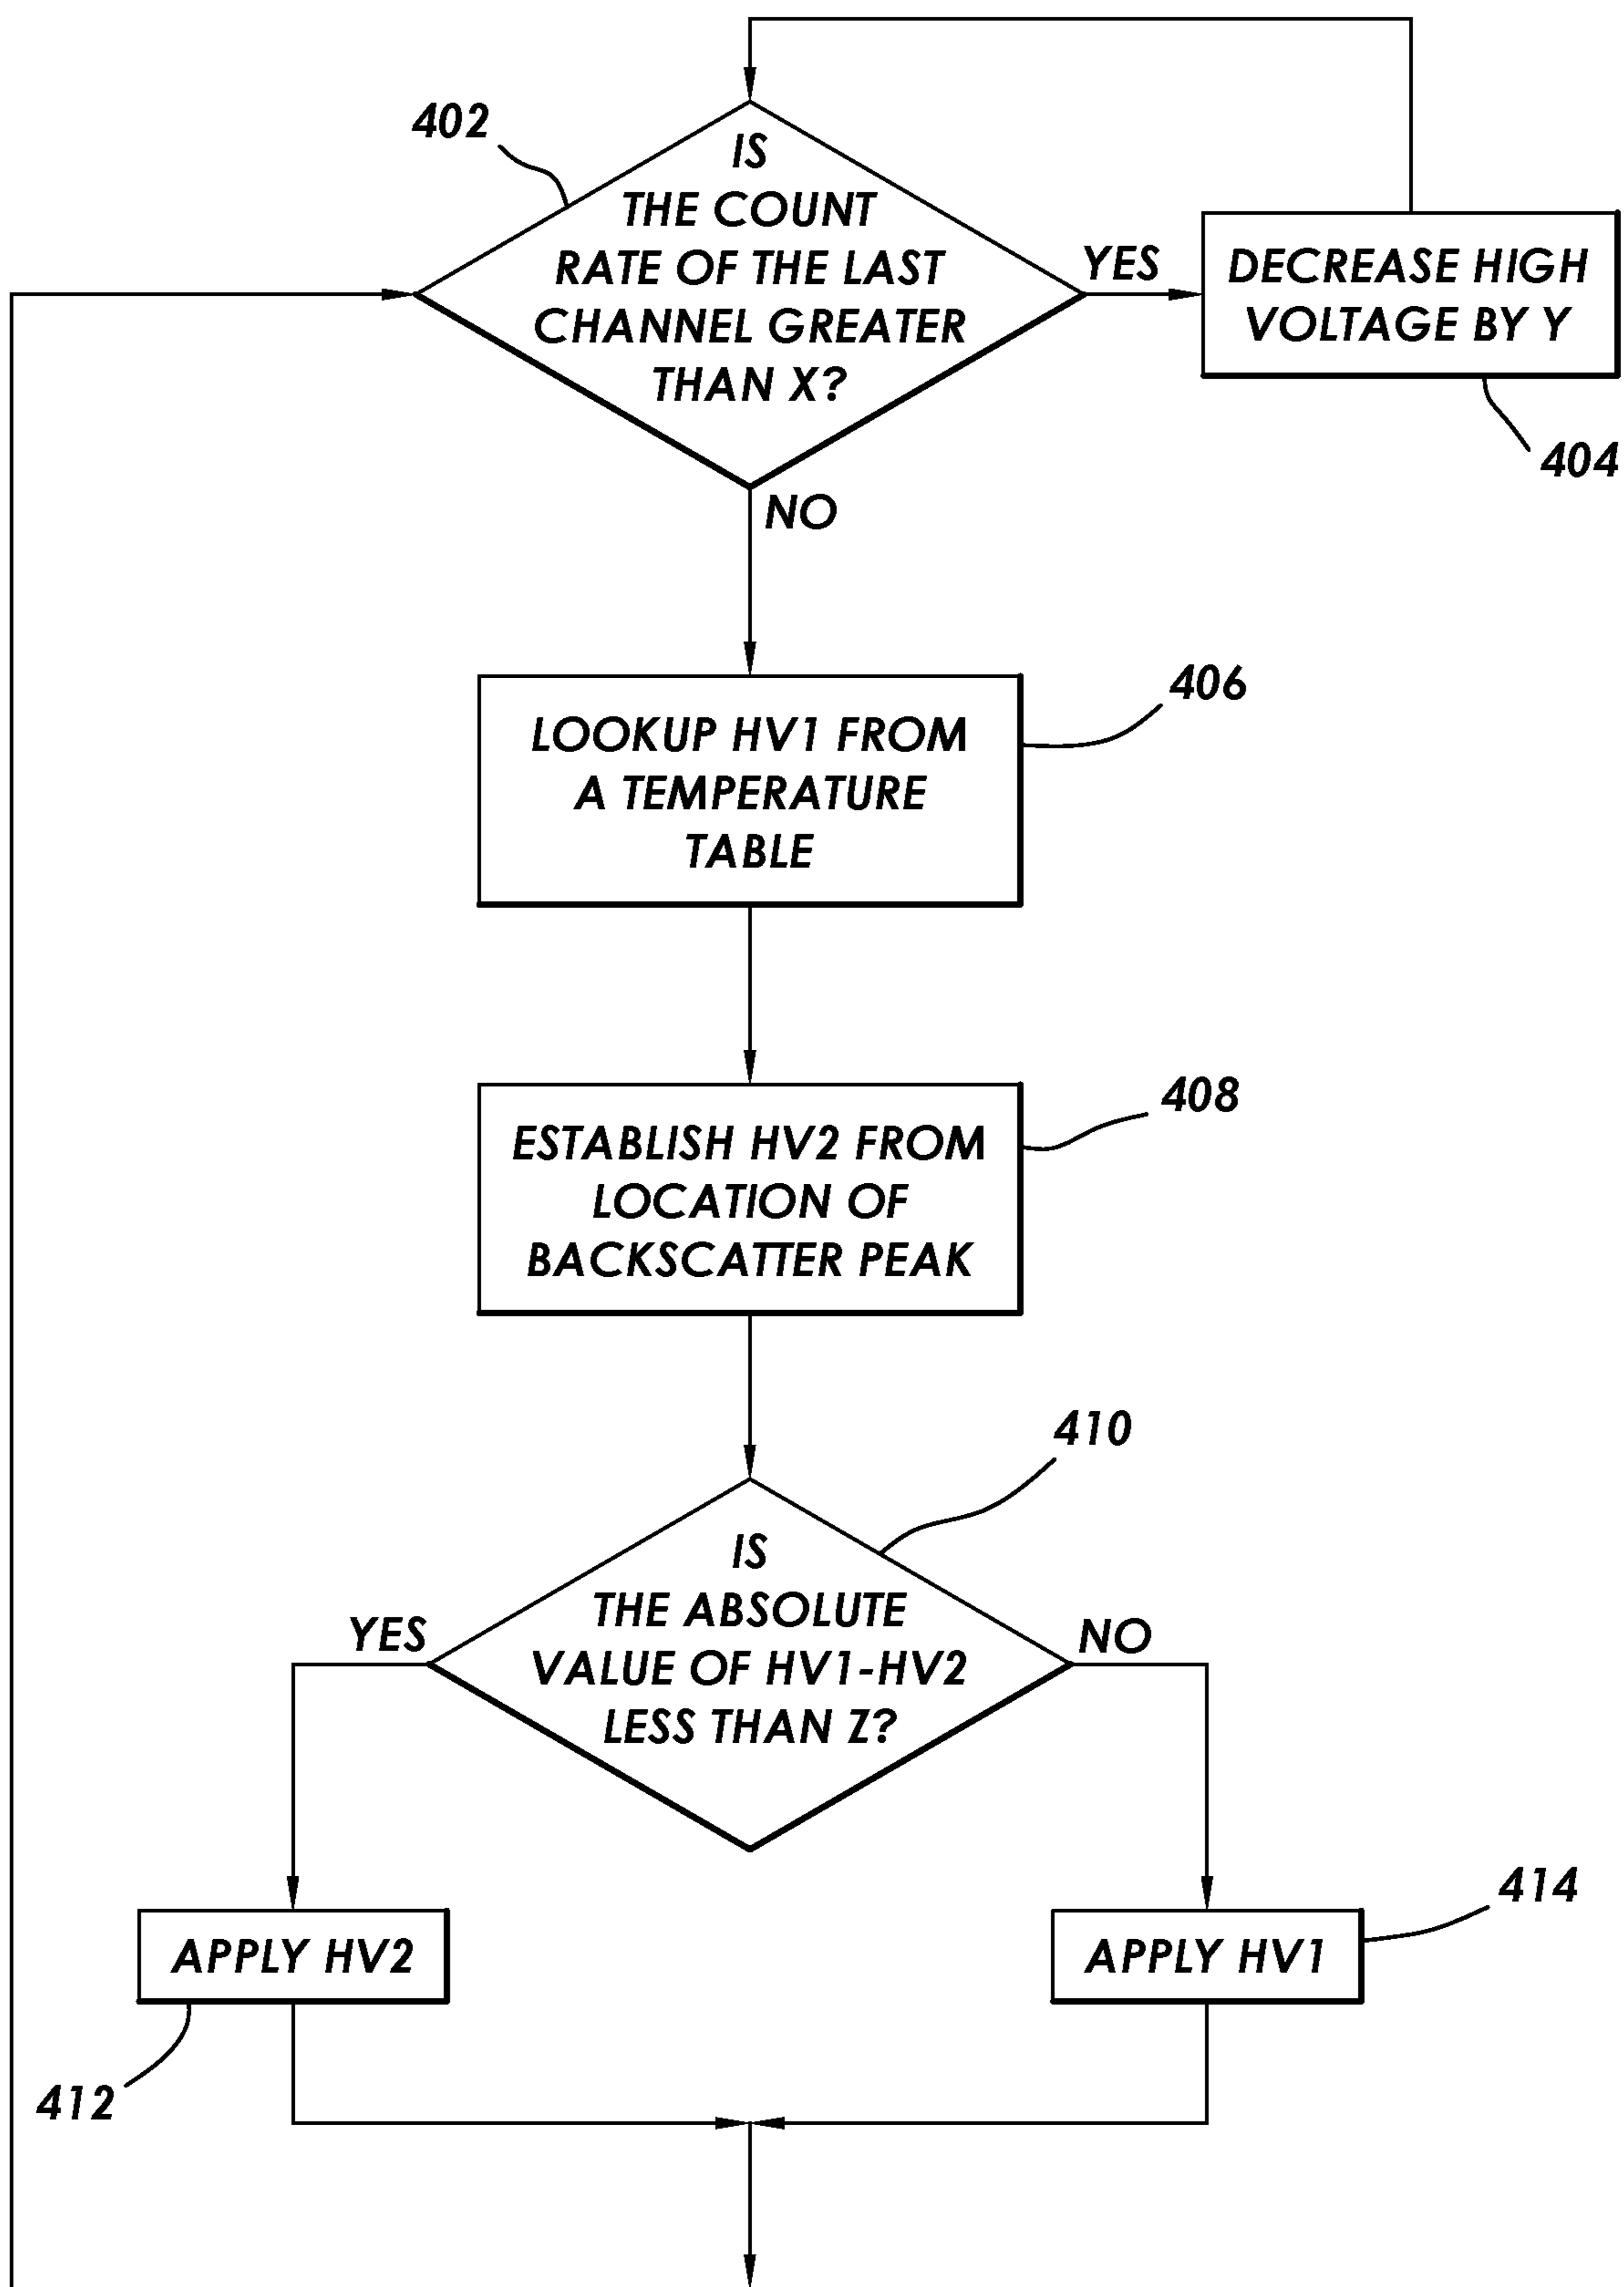 402
IS
THE COUNT
RATE OF THE LAST
CHANNEL GREATER
THAN X?
YES
DECREASE HIGH
VOLTAGE BY Y
404
NO
406
LOOKUP HV1 FROM
A TEMPERATURE
TABLE
408
ESTABLISH HV2 FROM
LOCATION OF
BACKSCATTER PEAK
410
IS
THE ABSOLUTE
VALUE OF HV1-HV2
LESS THAN Z?
YES
NO
APPLY HV2
412
APPLY HV1
414